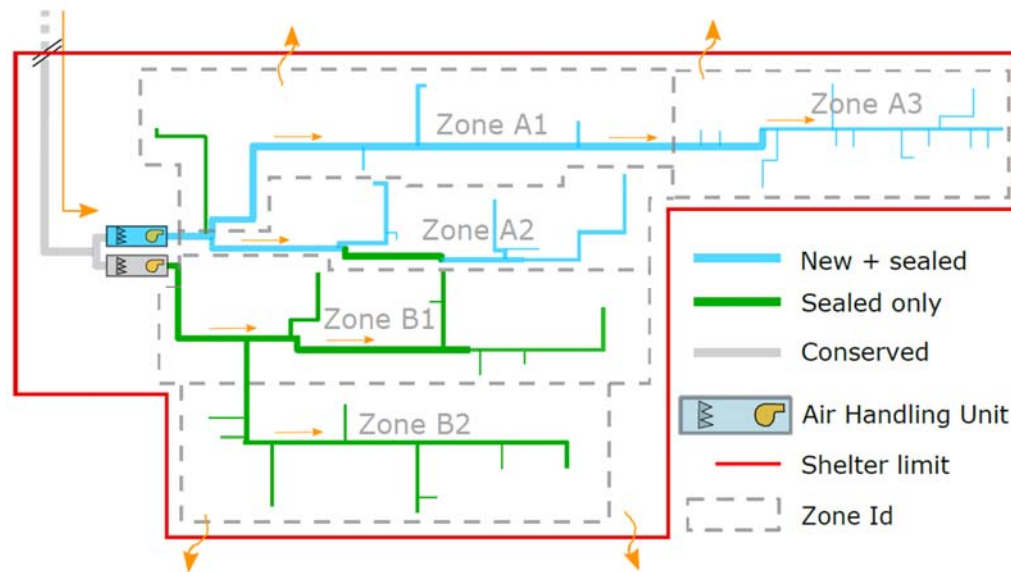 Zone A1
Zone A3
Zone A2
Zone B1
Zone B2
New + sealed
Sealed only
Conserved
Air Handling Unit
Shelter limit
Zone Id